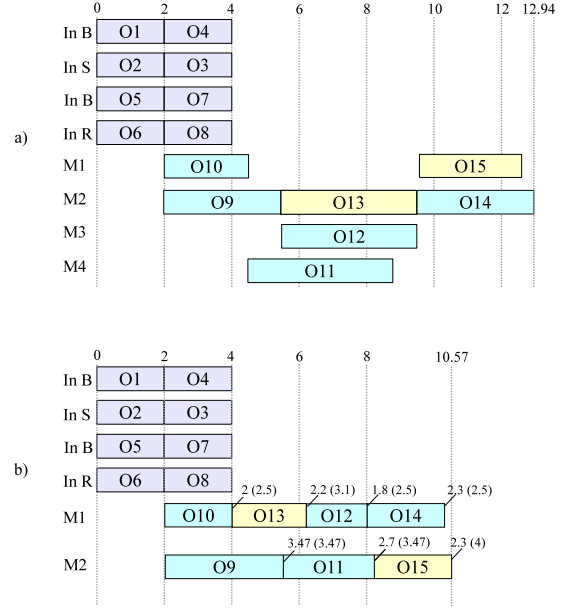 0 2 4 6 8 10 12 12.94
In B O1 O4
In S O2 O3
In B O5 O7
a)
In R O6 O8
M1 O10 O15
M2 O9 O13 O14
M3 O12
M4 O11
0 2 4 6 8 10.57
In B O1 O4
In S O2 O3
In B O5 O7
b)
In R O6 O8
2 (2.5) 2.2 (3.1) 1.8 (2.5) 2.3 (2.5)
M1 O10 O13 O12 O14
3.47 (3.47) 2.7 (3.47) 2.3 (4)
M2 O9 O11 O15